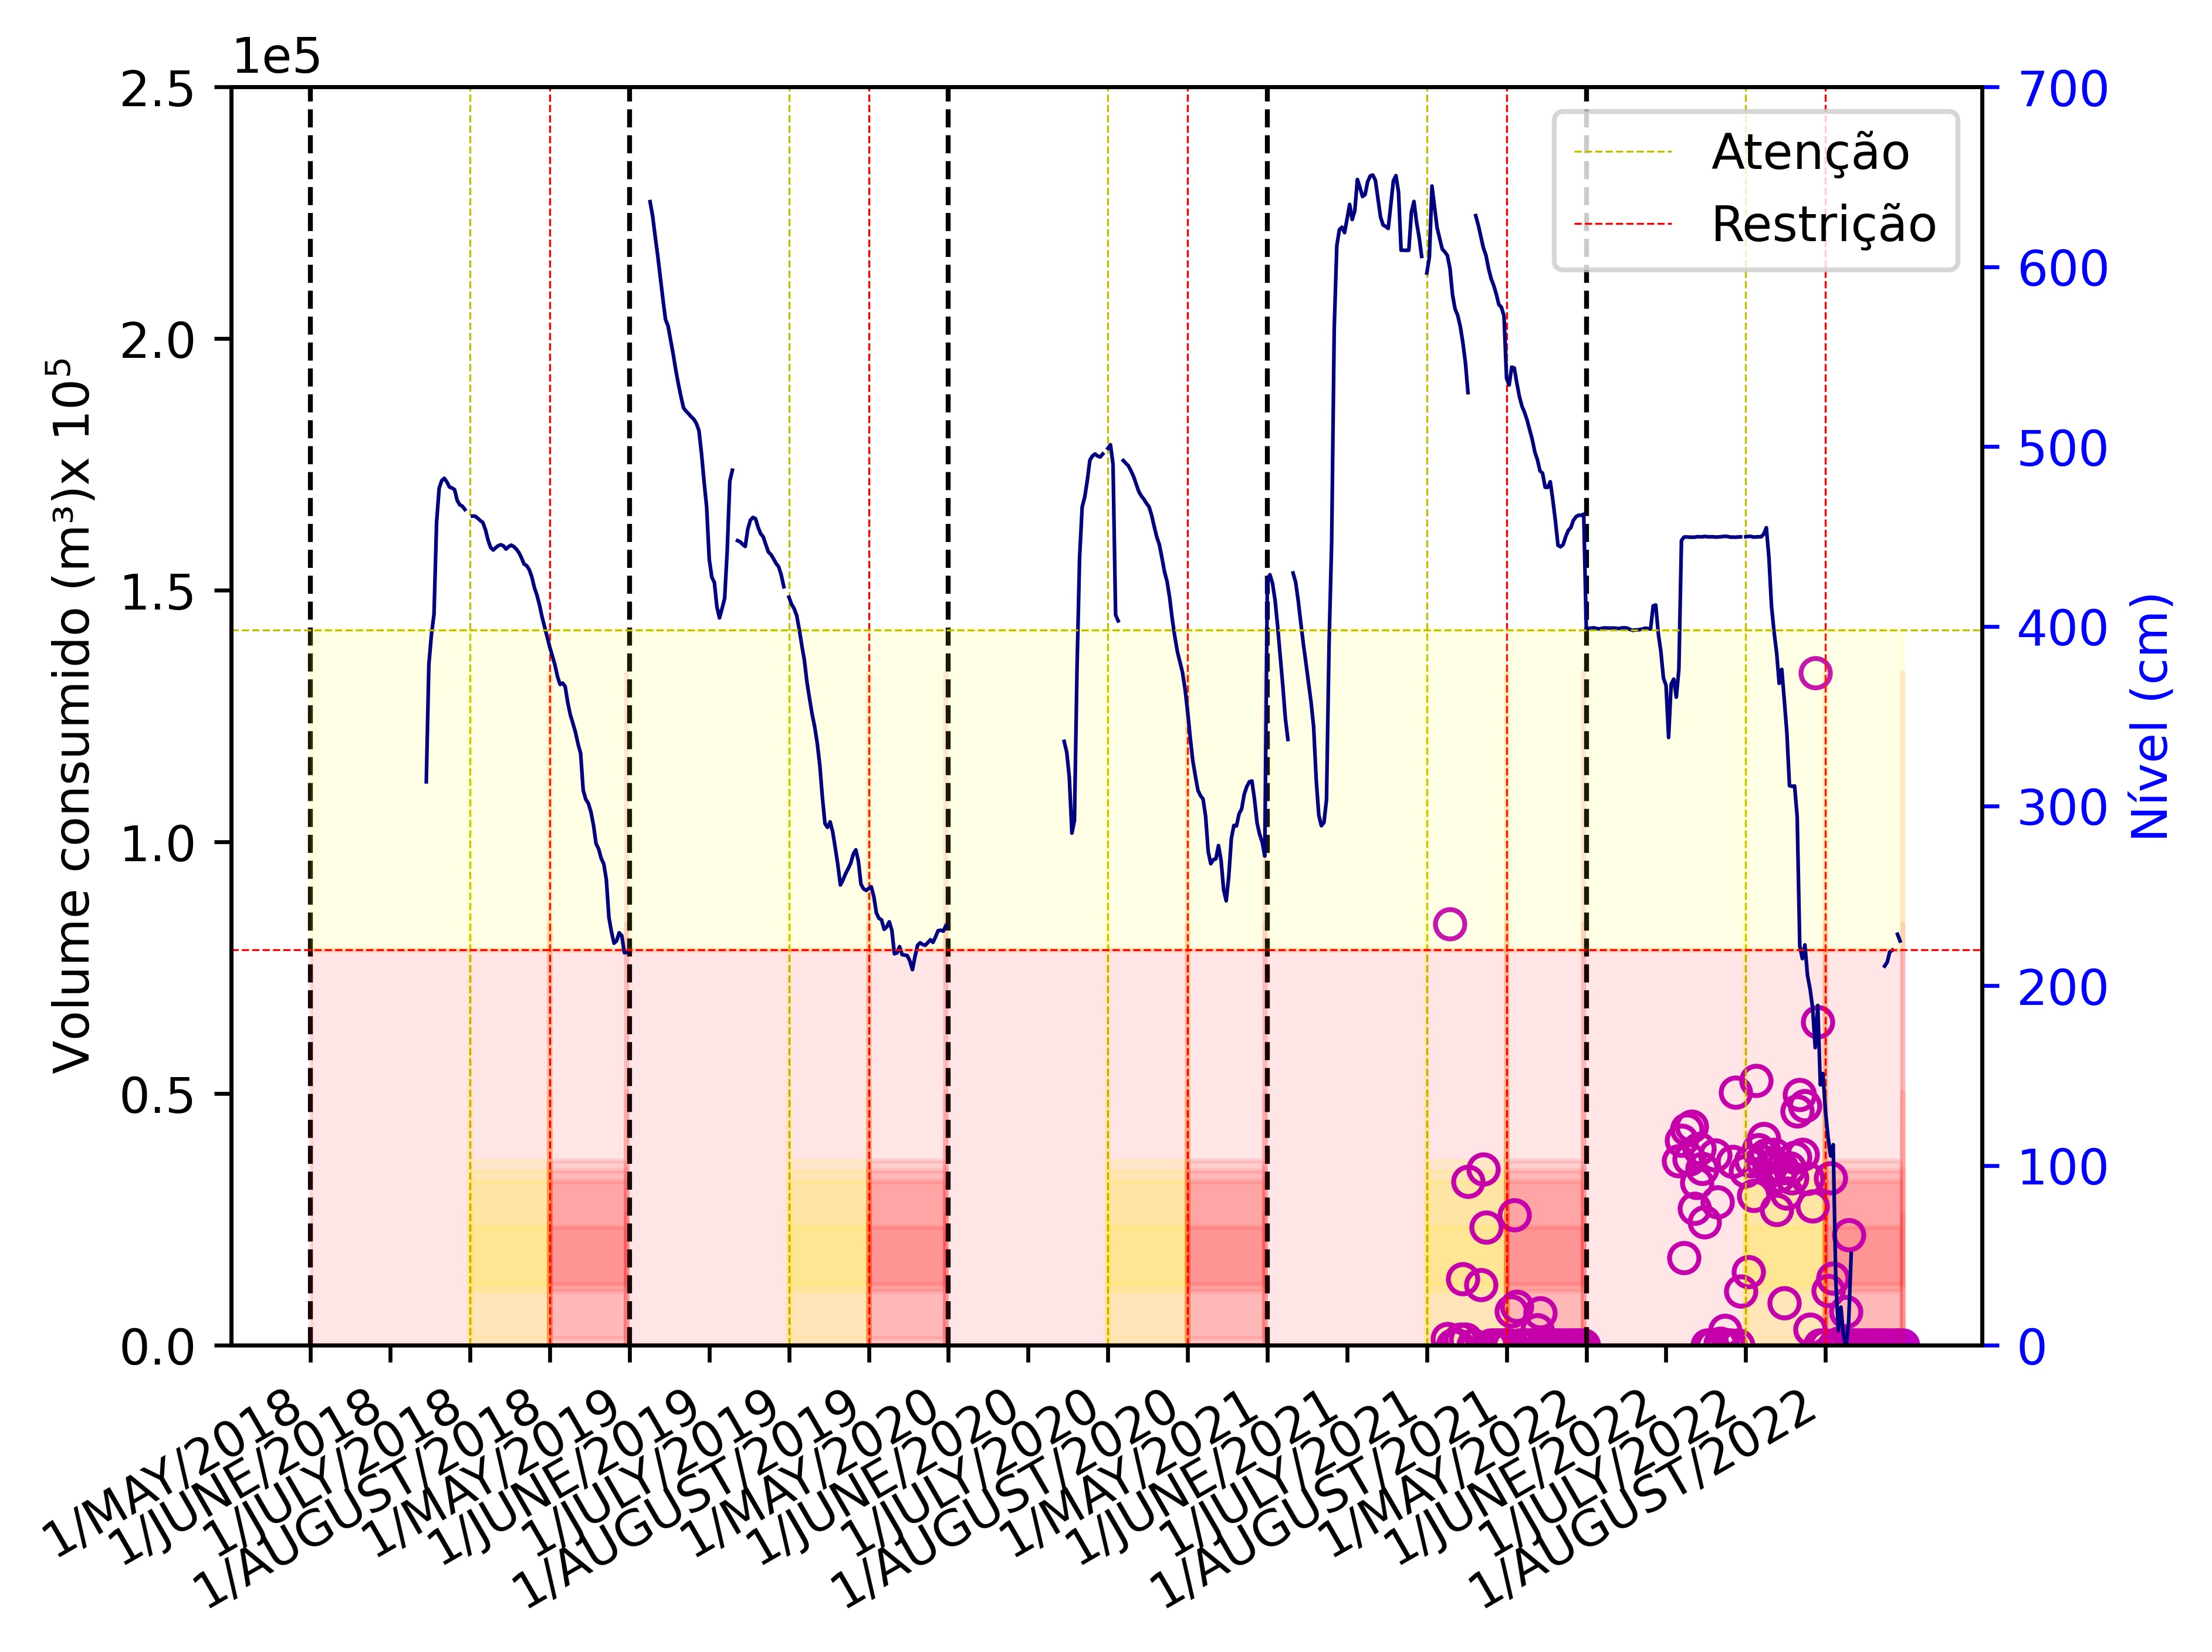 1e5
2.5
2.0
1.5
1.0
0.5
0.0
Volume consumido (m³)x 10⁵
700
600
500
400
300
200
100
0
Nível (cm)
Atenção
Restrição
1/MAY/2018
1/JUNE/2018
1/JULY/2018
1/AUGUST/2018
1/MAY/2019
1/JUNE/2019
1/JULY/2019
1/AUGUST/2019
1/MAY/2020
1/JUNE/2020
1/JULY/2020
1/AUGUST/2020
1/MAY/2021
1/JUNE/2021
1/JULY/2021
1/AUGUST/2021
1/MAY/2022
1/JUNE/2022
1/JULY/2022
1/AUGUST/2022